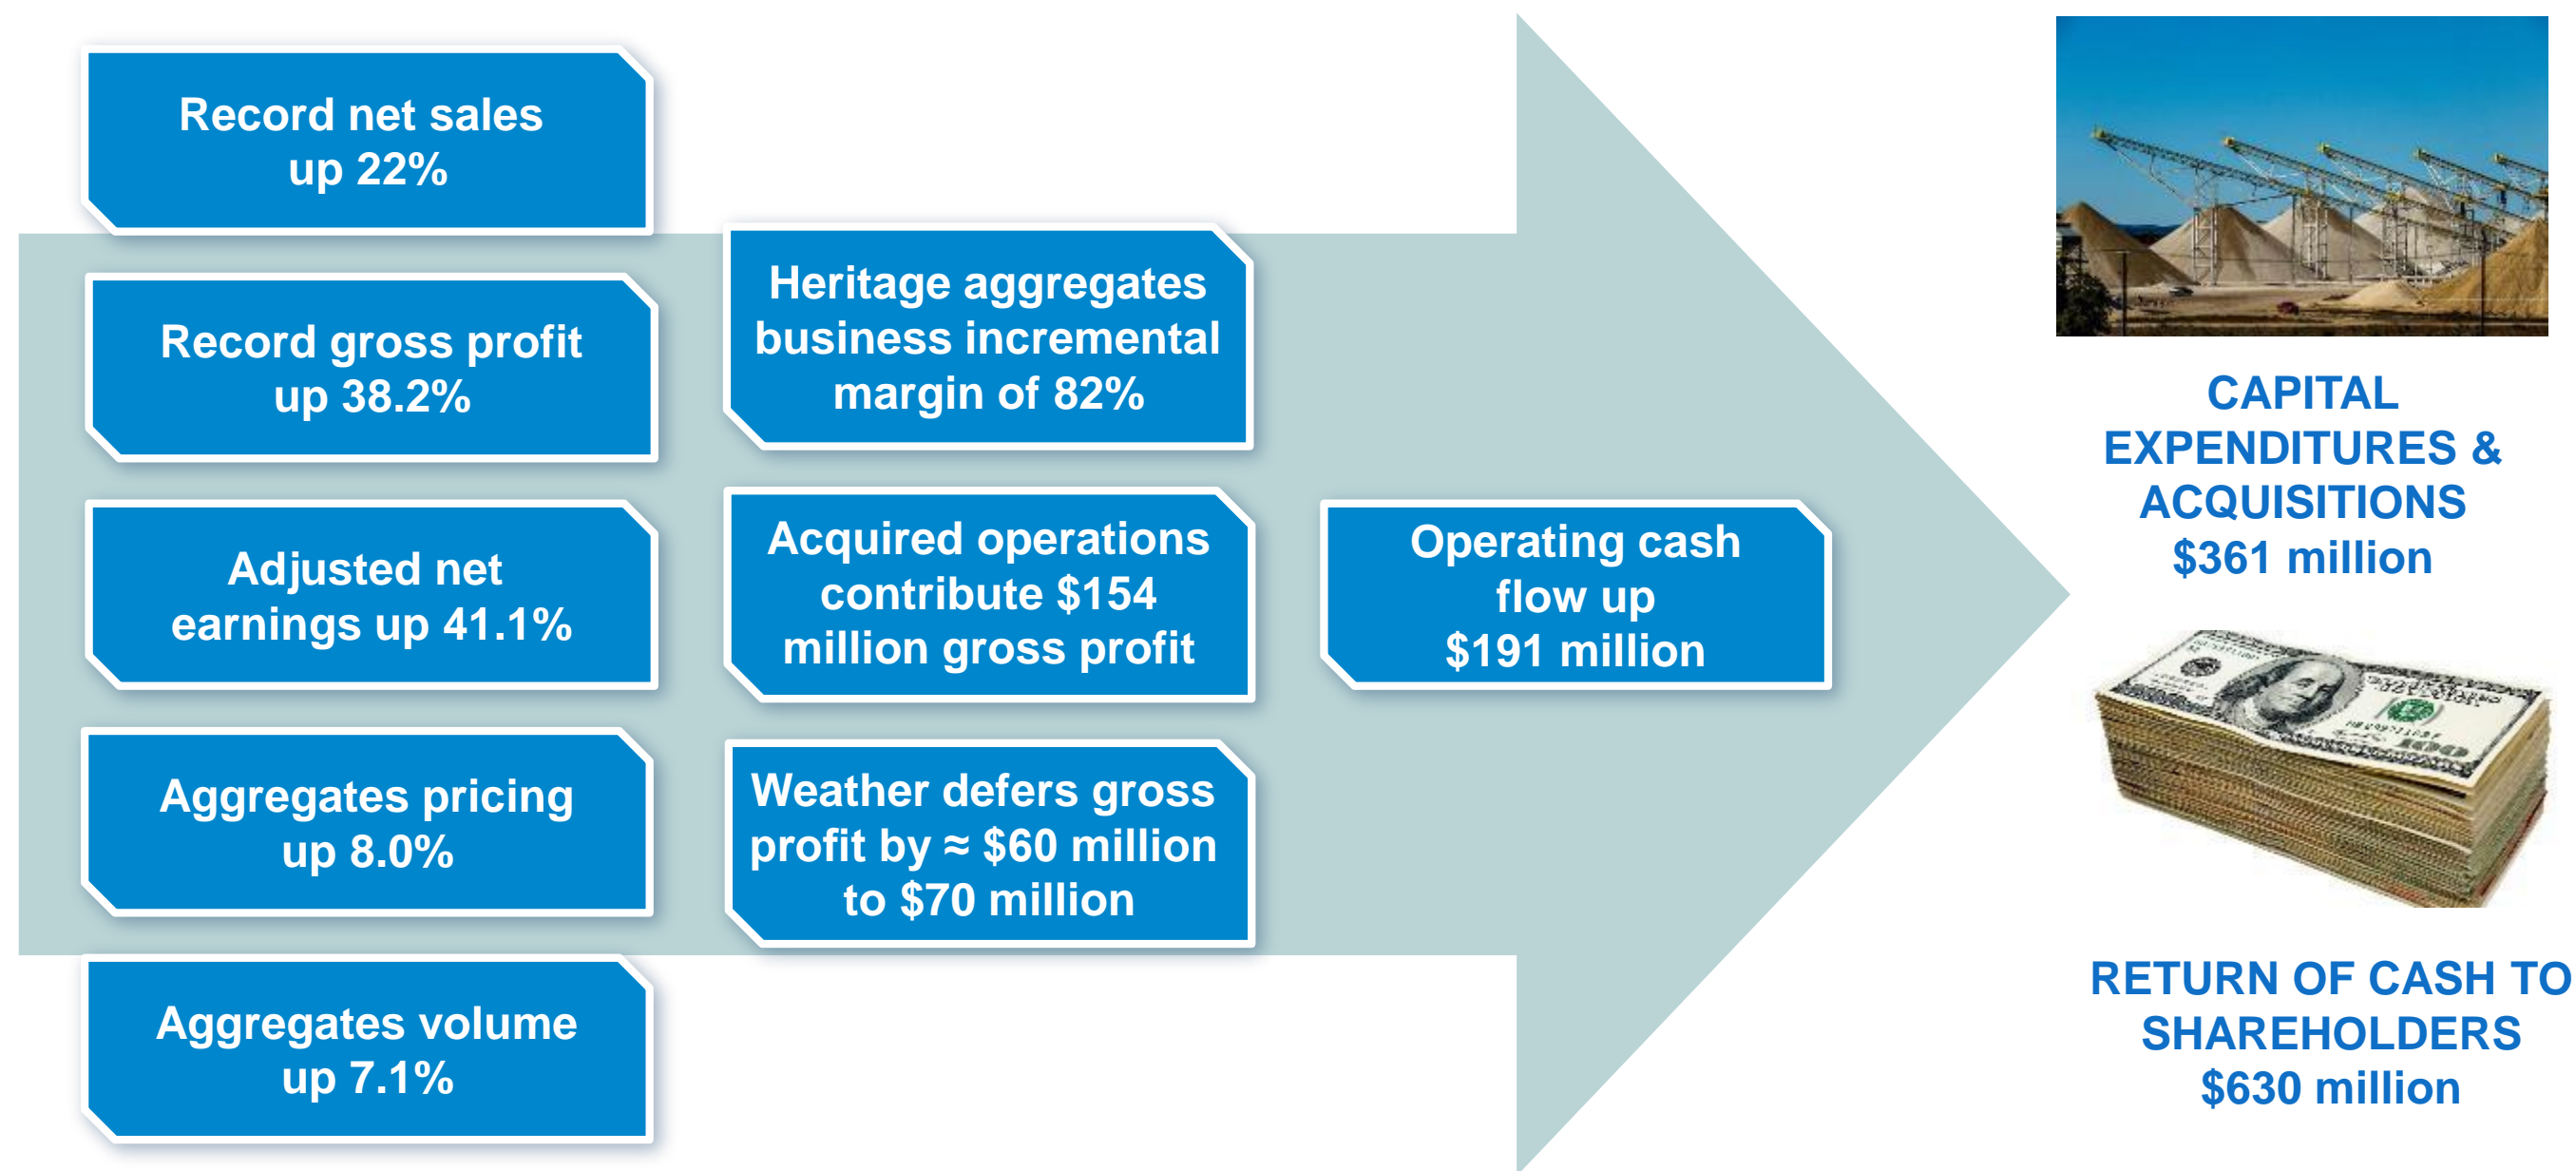 Record net sales
up 22%
Record gross profit
up 38.2%
Adjusted net
earnings up 41.1%
Aggregates pricing
up 8.0%
Aggregates volume
up 7.1%
Heritage aggregates
business incremental
margin of 82%
Acquired operations
contribute $154
million gross profit
Weather defers gross
profit by ≈ $60 million
to $70 million
Operating cash
flow up
$191 million
CAPITAL
EXPENDITURES &
ACQUISITIONS
$361 million
100
RETURN OF CASH TO
SHAREHOLDERS
$630 million